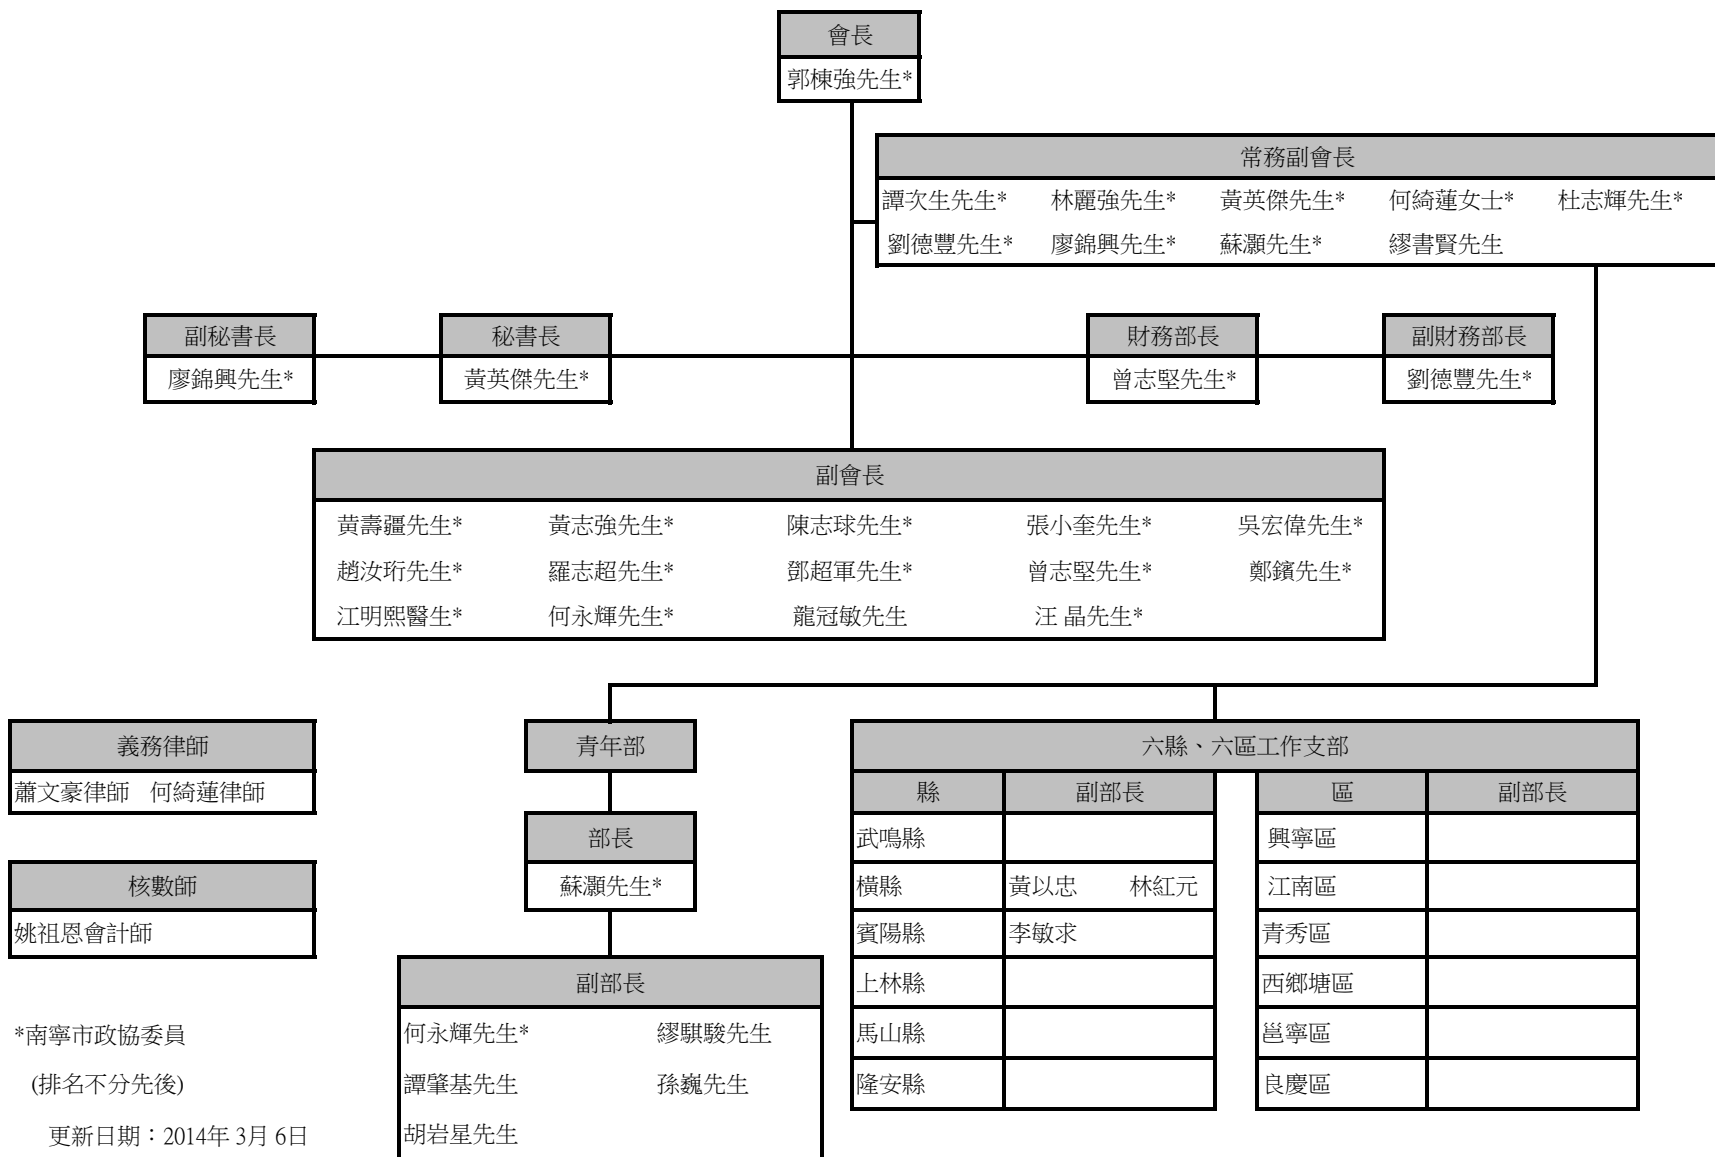 會長
郭棟強先生*
常務副會長
譚次生先生* 林麗強先生* 黃英傑先生* 何綺蓮女士* 杜志輝先生*
劉德豐先生* 廖錦興先生* 蘇灝先生* 繆書賢先生
副秘書長 秘書長 財務部長 副財務部長
廖錦興先生* 黃英傑先生* 曾志堅先生* 劉德豐先生*
副會長
黃壽疆先生* 黃志強先生* 陳志球先生* 張小奎先生* 吳宏偉先生*
趙汝珩先生* 羅志超先生* 鄧超軍先生* 曾志堅先生* 鄭鑌先生*
江明熙醫生* 何永輝先生* 龍冠敏先生 汪 晶先生*
義務律師
蕭文豪律師 何綺蓮律師
核數師
姚祖恩會計師
*南寧市政協委員
(排名不分先後)
更新日期：2014年 3月 6日
青年部
部長
蘇灝先生*
副部長
何永輝先生* 繆騏駿先生
譚肇基先生 孫巍先生
胡岩星先生
六縣、六區工作支部
縣 副部長 區 副部長
武鳴縣 興寧區
橫縣 黃以忠 林紅元 江南區
賓陽縣 李敏求 青秀區
上林縣 西鄉塘區
馬山縣 邕寧區
隆安縣 良慶區